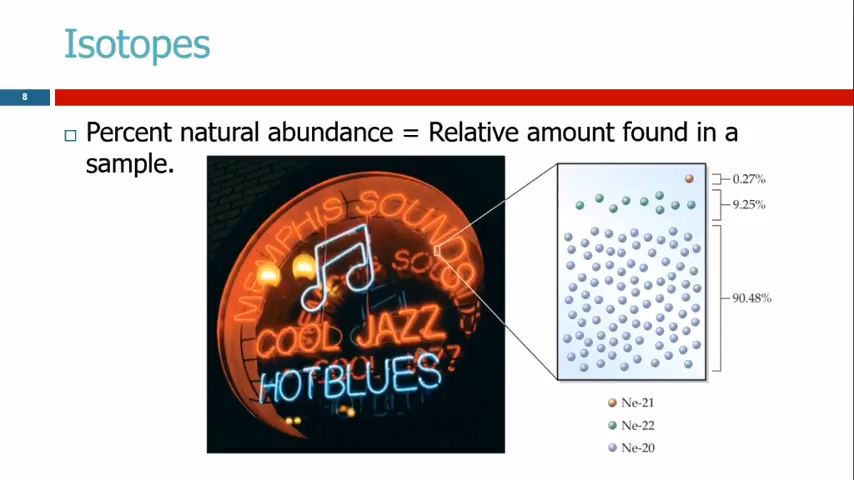 Isotopes
8
Percent natural abundance = Relative amount found in a
sample.
MEMPHIS SOUNDS
COOL JAZZ
HOT BLUES
0.27%
9.25%
90.48%
Ne-21
Ne-22
Ne-20